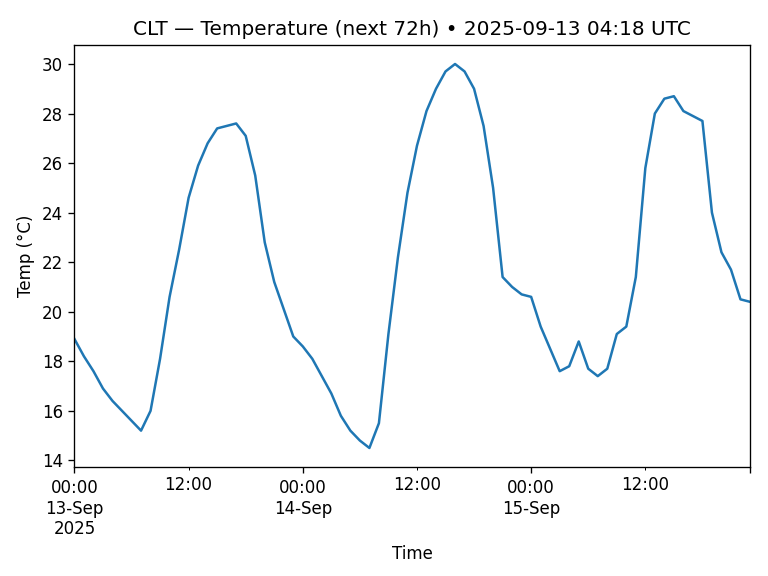 CLT — Temperature (next 72h) • 2025-09-13 04:18 UTC
30
28
26
24
22
20
18
16
14
Temp (°C)
00:00 12:00 00:00 12:00 00:00 12:00
13-Sep 14-Sep 15-Sep
2025
Time